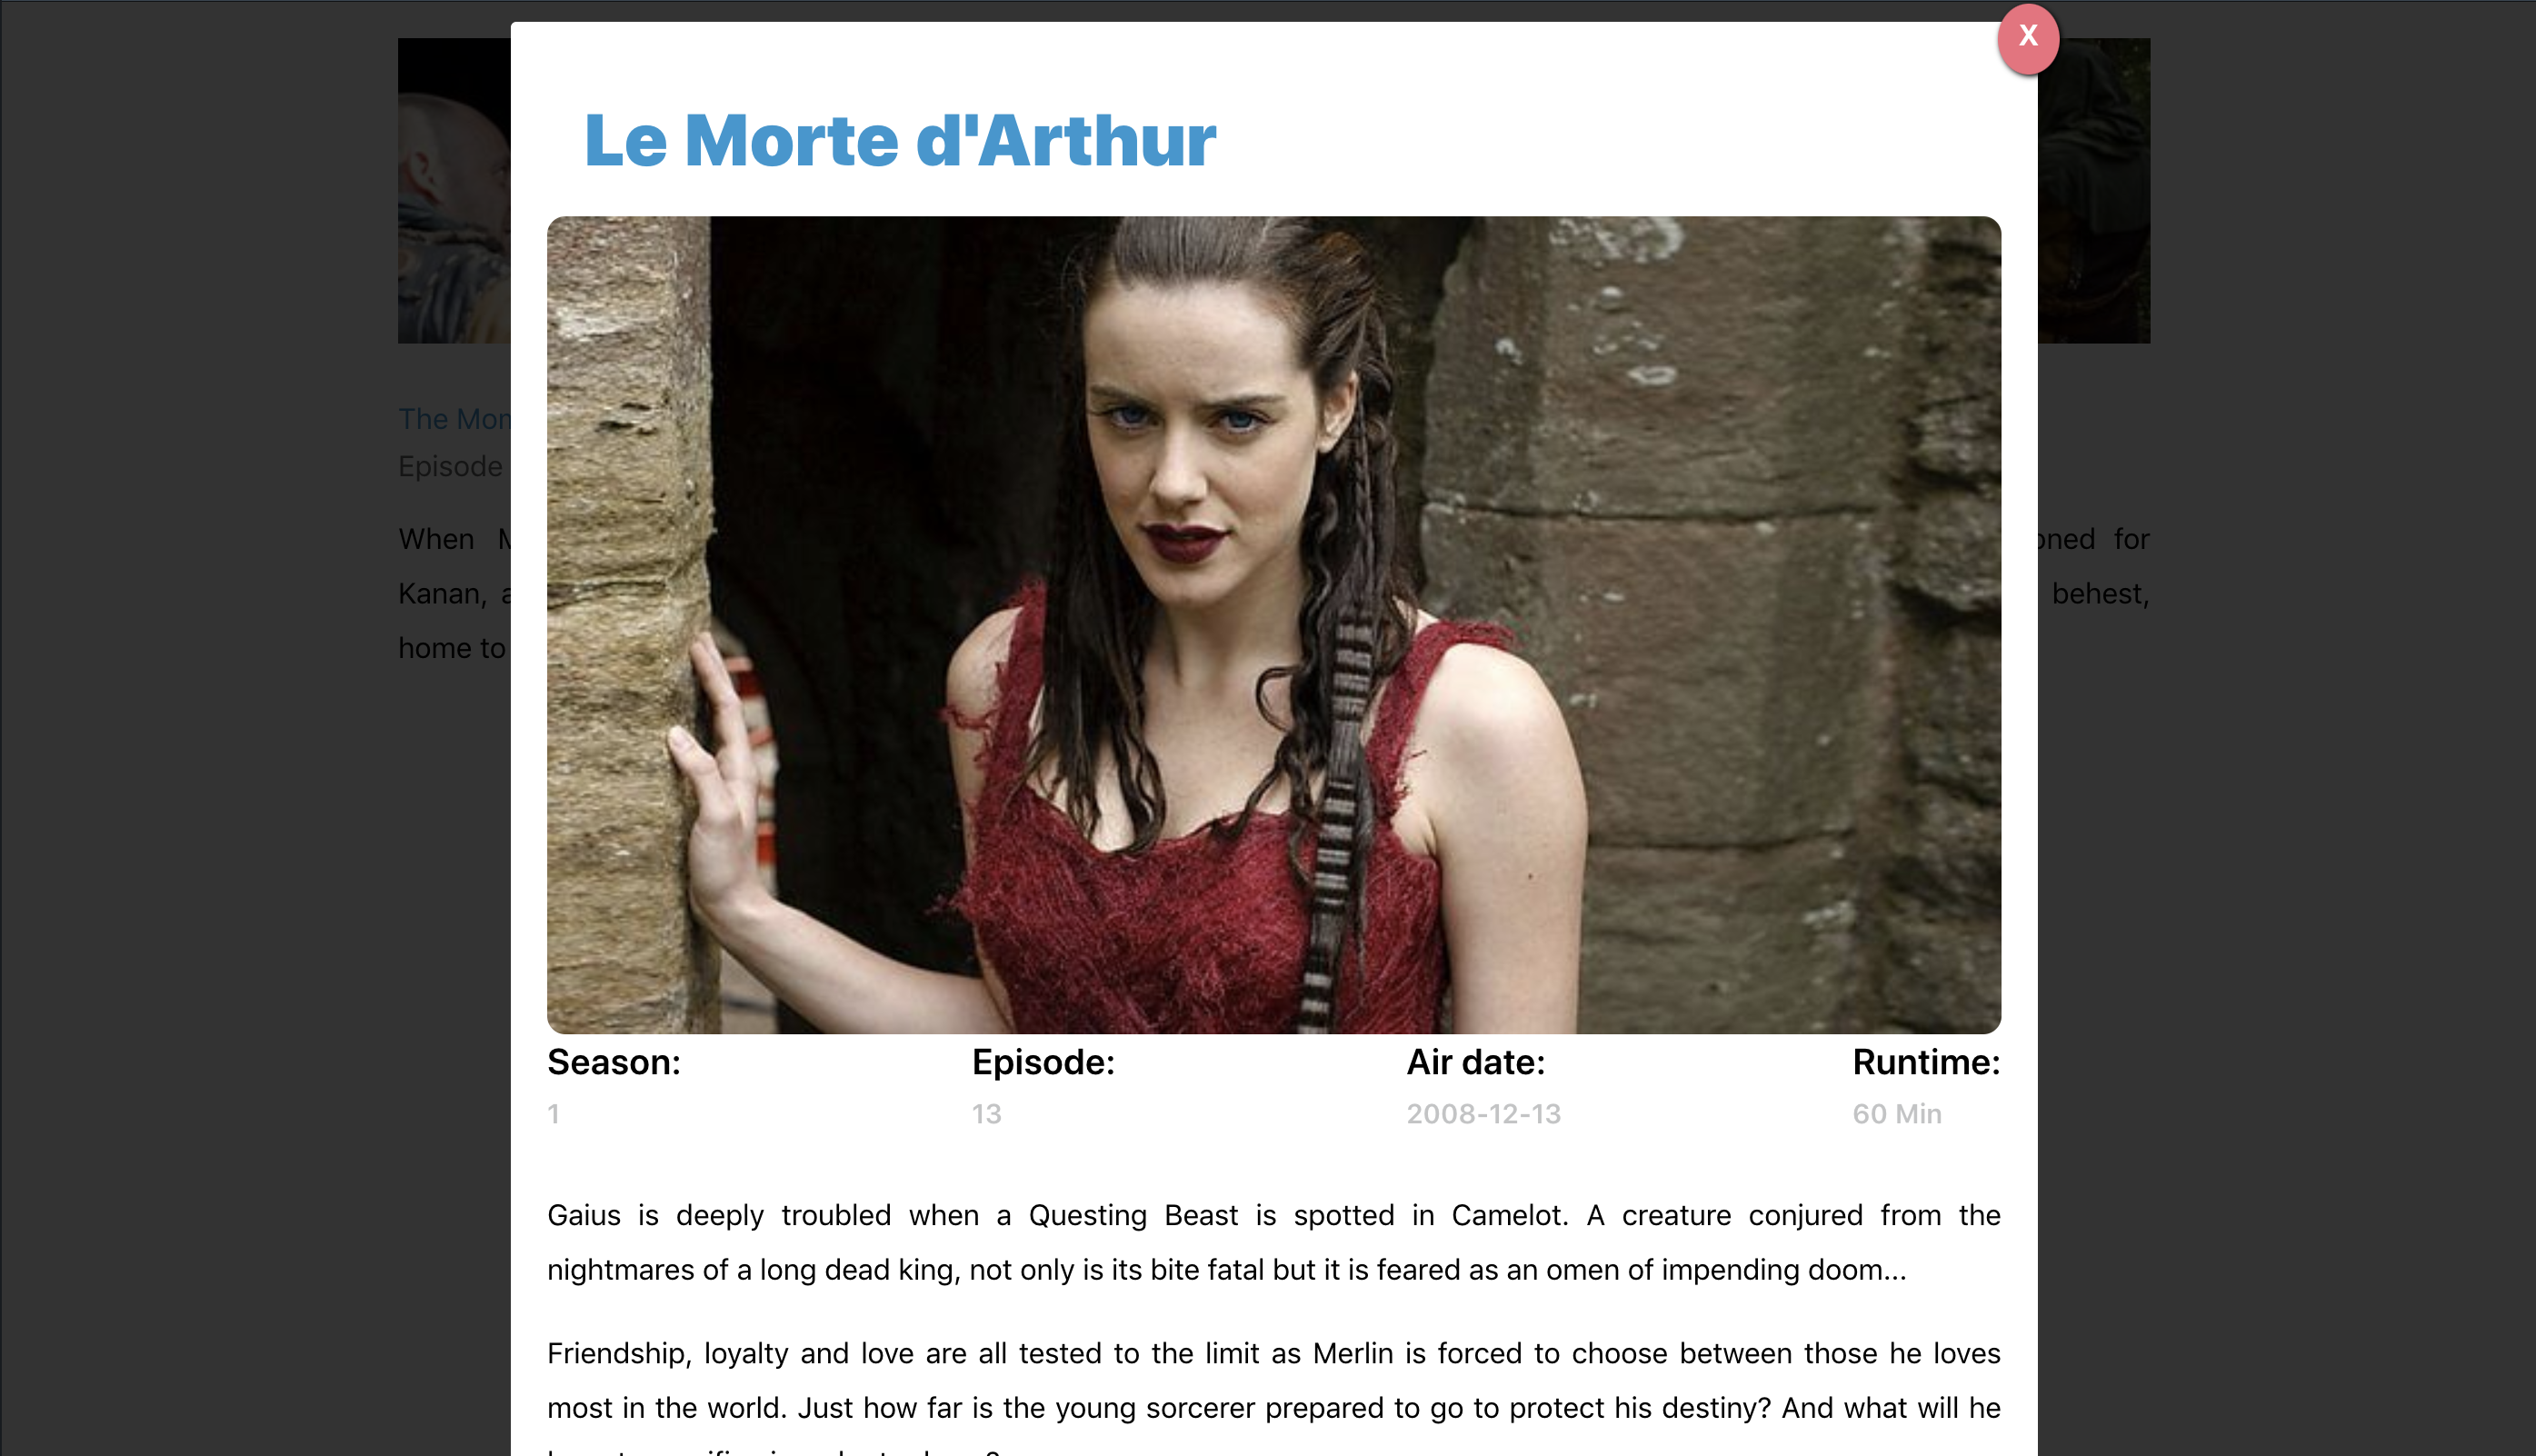 X
Le Morte d'Arthur
The Mon
Episode
When M
oned for
Kanan, a
behest,
home to
Season:
Episode:
Air date:
Runtime:
1
13
2008-12-13
60 Min
Gaius is deeply troubled when a Questing Beast is spotted in Camelot. A creature conjured from the
nightmares of a long dead king, not only is its bite fatal but it is feared as an omen of impending doom...
Friendship, loyalty and love are all tested to the limit as Merlin is forced to choose between those he loves
most in the world. Just how far is the young sorcerer prepared to go to protect his destiny? And what will he